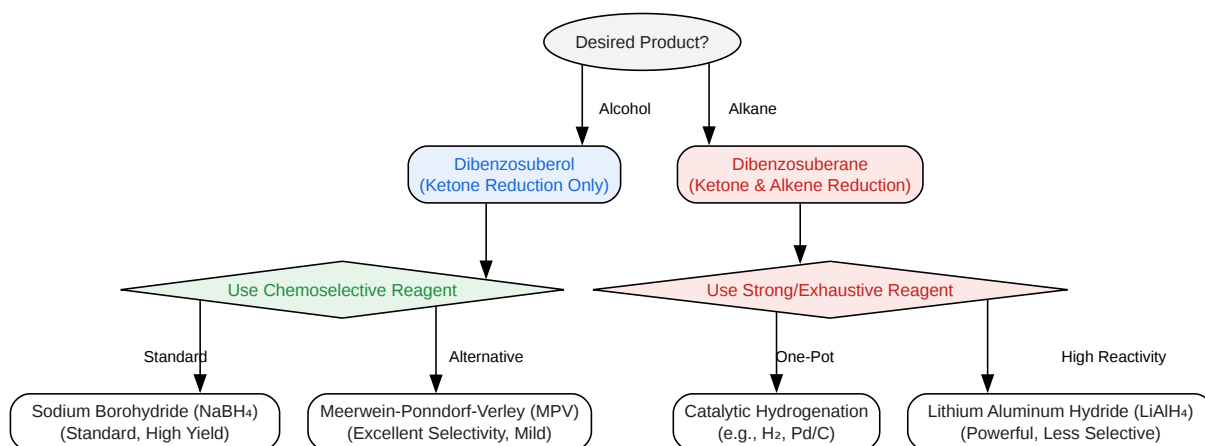 Desired Product?
Alcohol
Alkane
Dibenzosuberol
(Ketone Reduction Only)
Dibenzosuberane
(Ketone & Alkene Reduction)
Use Chemoselective Reagent
Use Strong/Exhaustive Reagent
Standard
Alternative
One-Pot
High Reactivity
Sodium Borohydride (NaBH₄)
(Standard, High Yield)
Meerwein-Ponndorf-Verley (MPV)
(Excellent Selectivity, Mild)
Catalytic Hydrogenation
(e.g., H₂, Pd/C)
Lithium Aluminum Hydride (LiAlH₄)
(Powerful, Less Selective)